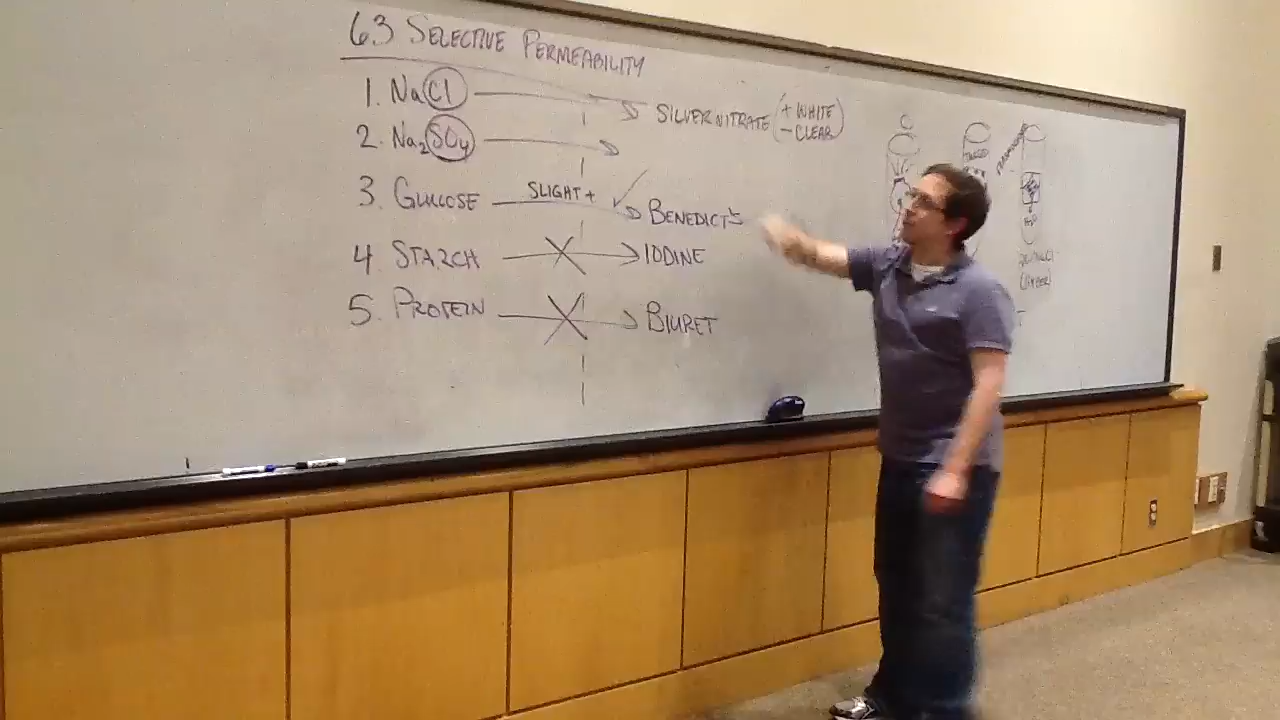 6.3 SELECTIVE PERMEABILITY
1. NaCl → SILVER NITRATE (+ WHITE
- CLEAR)
2. Na₂SO₄ →
3. GLUCOSE SLIGHT + → BENEDICT'S
4 STARCH → IODINE
5. PROTEIN → BIURET